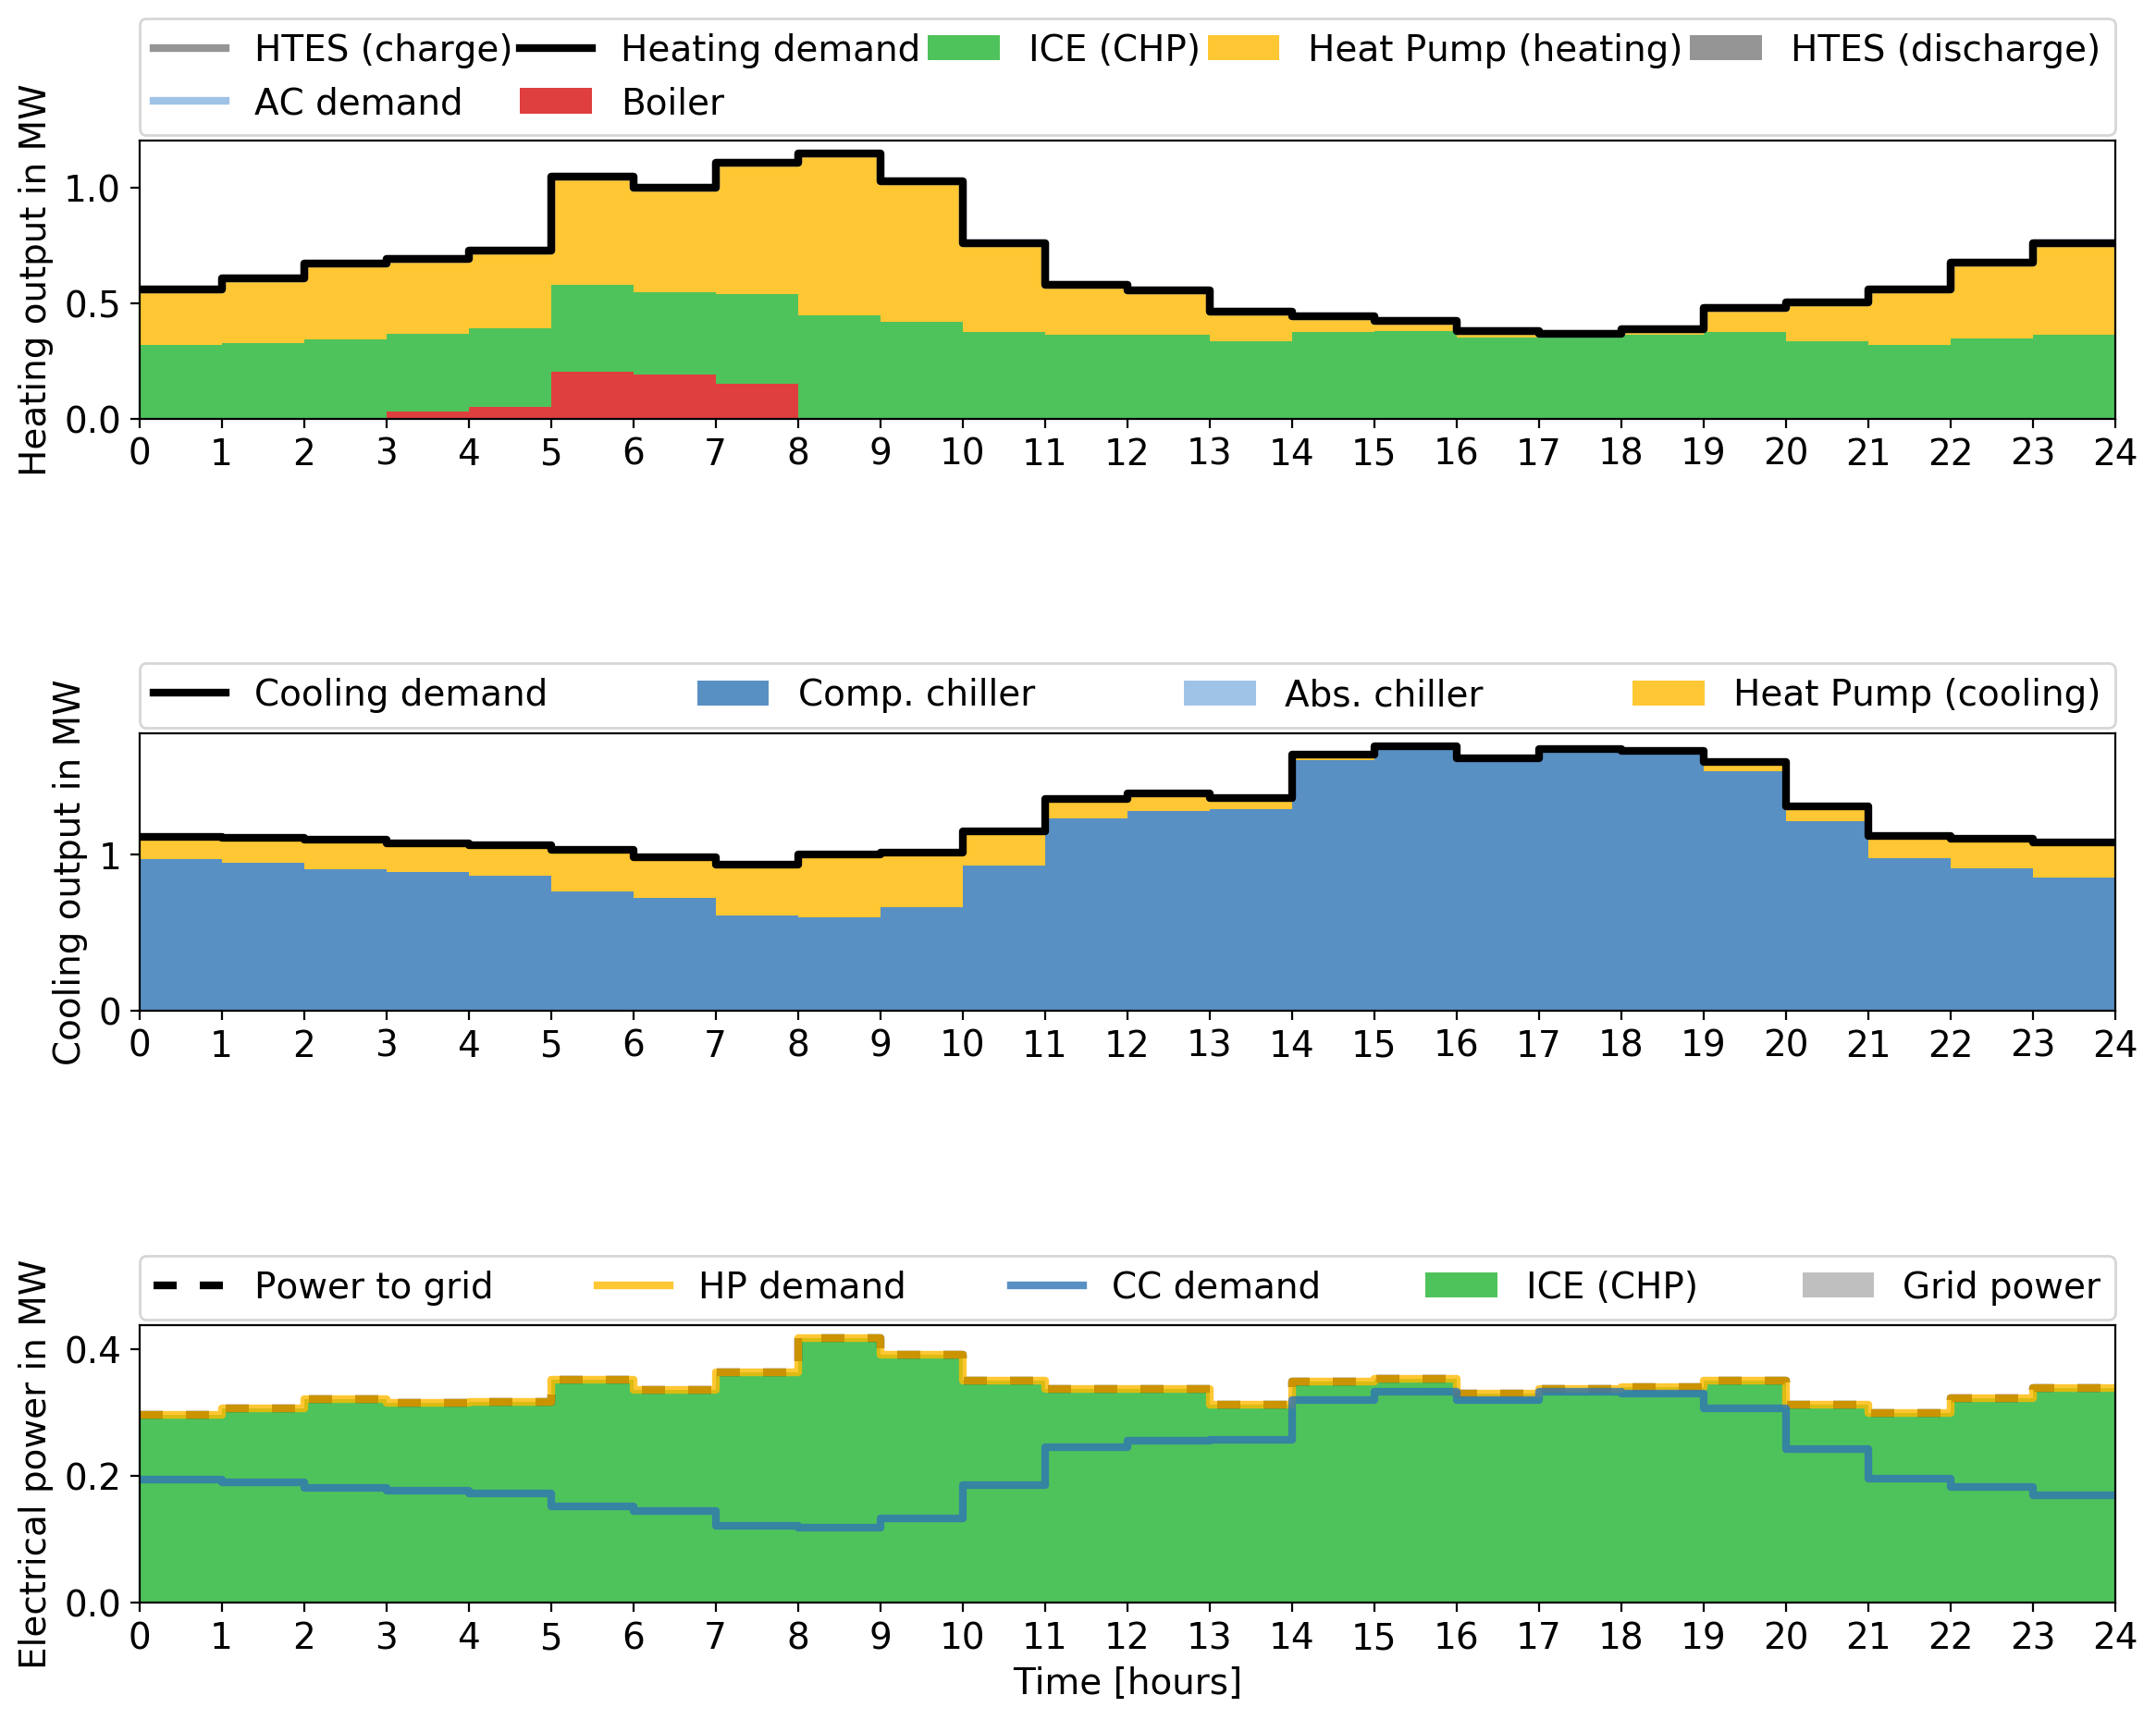 HTES (charge) Heating demand ICE (CHP) Heat Pump (heating) HTES (discharge)
AC demand Boiler
Heating output in MW
1.0
0.5
0.0
0 1 2 3 4 5 6 7 8 9 10 11 12 13 14 15 16 17 18 19 20 21 22 23 24
Cooling demand Comp. chiller Abs. chiller Heat Pump (cooling)
Cooling output in MW
1
0
0 1 2 3 4 5 6 7 8 9 10 11 12 13 14 15 16 17 18 19 20 21 22 23 24
Power to grid HP demand CC demand ICE (CHP) Grid power
Electrical power in MW
0.4
0.2
0.0
0 1 2 3 4 5 6 7 8 9 10 11 12 13 14 15 16 17 18 19 20 21 22 23 24
Time [hours]